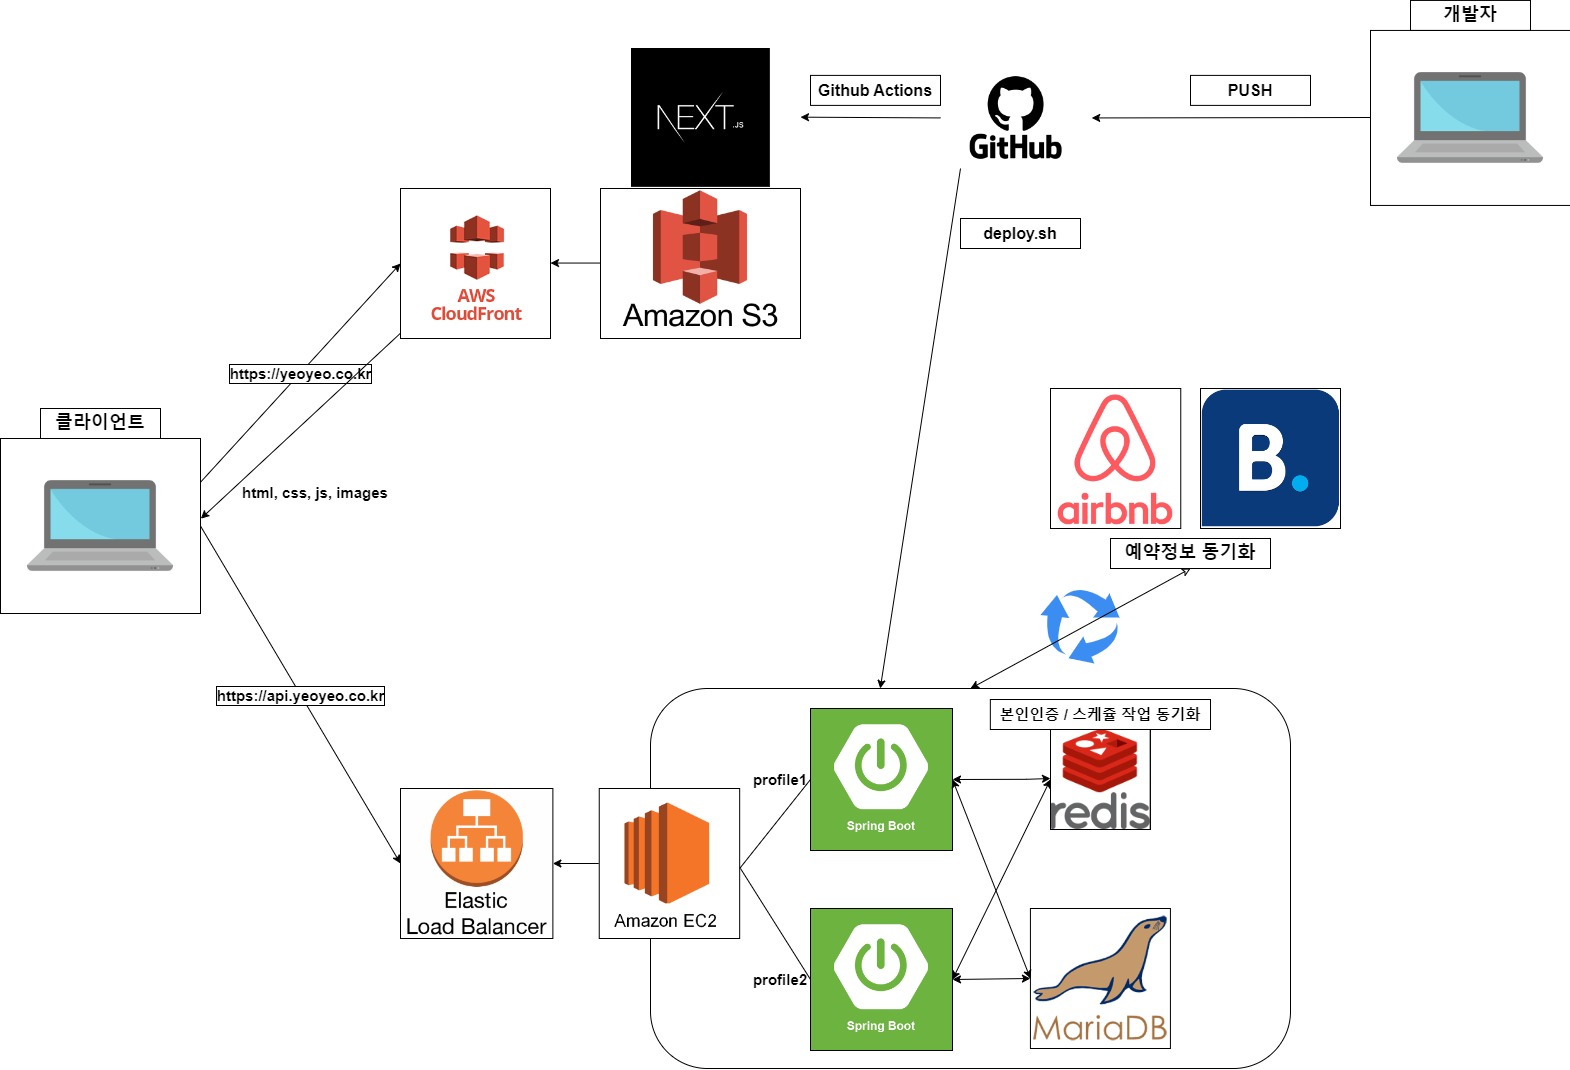 개발자
PUSH
Github Actions
GitHub
NEXT.JS
deploy.sh
AWS
CloudFront
Amazon S3
https://yeoyeo.co.kr
클라이언트
html, css, js, images
airbnb
B.
예약정보 동기화
https://api.yeoyeo.co.kr
본인인증 / 스케쥴 작업 동기화
profile1
Spring Boot
redis
Elastic
Load Balancer
Amazon EC2
profile2
Spring Boot
MariaDB